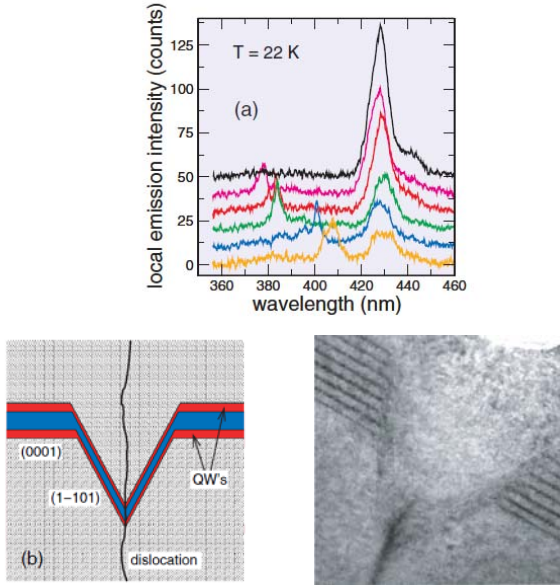 local emission intensity (counts)
125
100
75
50
25
0
T = 22 K
(a)
360 380 400 420 440 460
wavelength (nm)
(0001)
(1–101)
QW's
(b)
dislocation